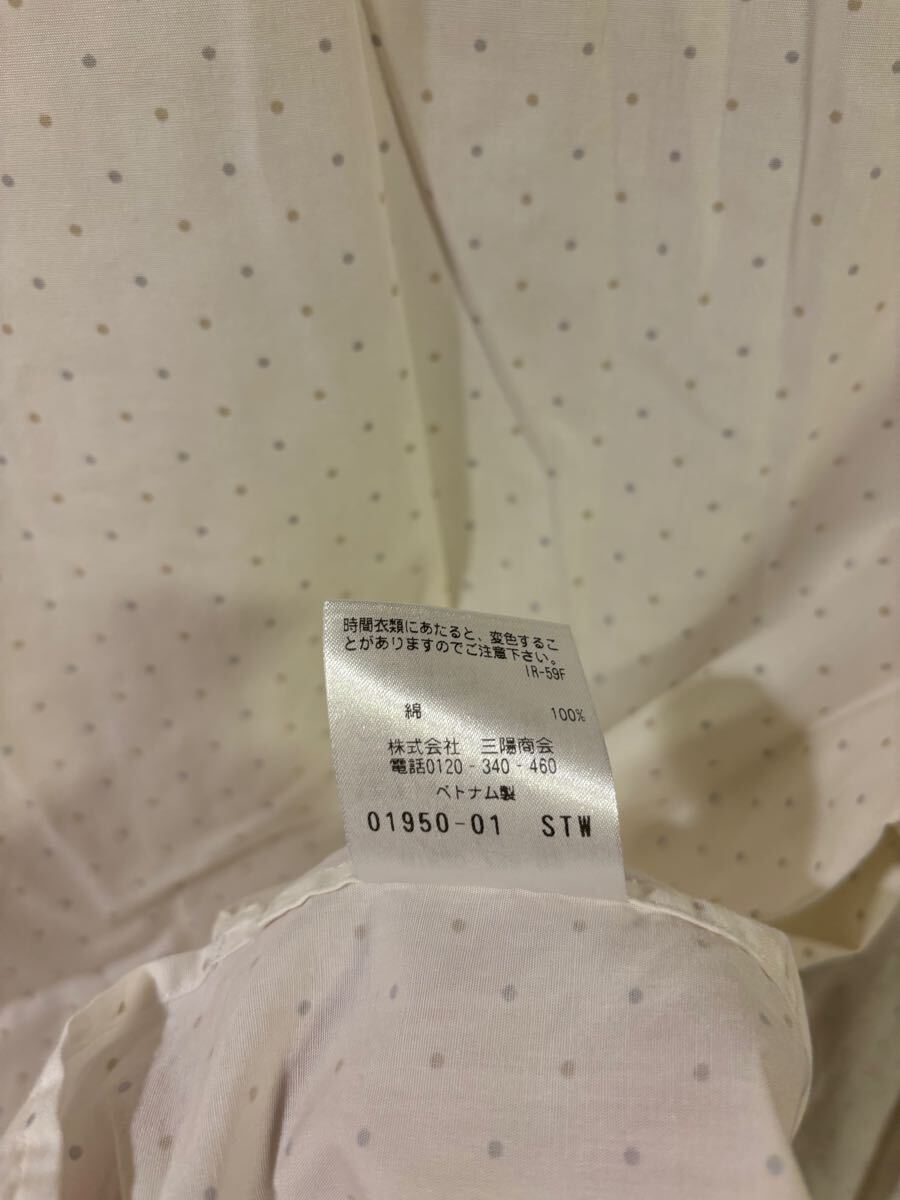 時間衣類にあたると、変色するこ
とがありますのでご注意下さい。
IR-59F
綿 100%
株式会社 三陽商会
電話0120-340-460
ベトナム製
01950-01 STW